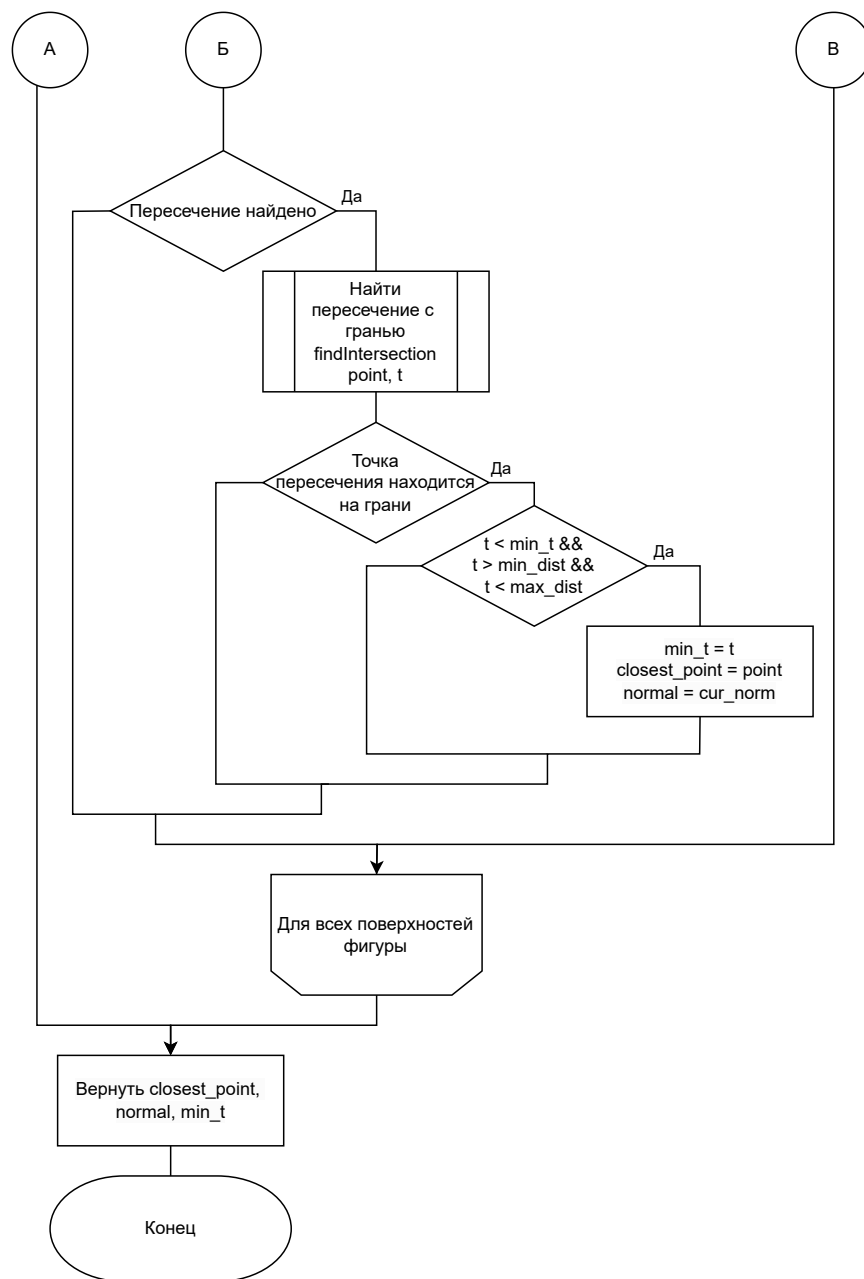 А
Б
В
Пересечение найдено
Да
Найти
пересечение с
гранью
findIntersection
point, t
Точка
пересечения находится
на грани
Да
t < min_t &&
t > min_dist &&
t < max_dist
Да
min_t = t
closest_point = point
normal = cur_norm
Для всех поверхностей
фигуры
Вернуть closest_point,
normal, min_t
Конец